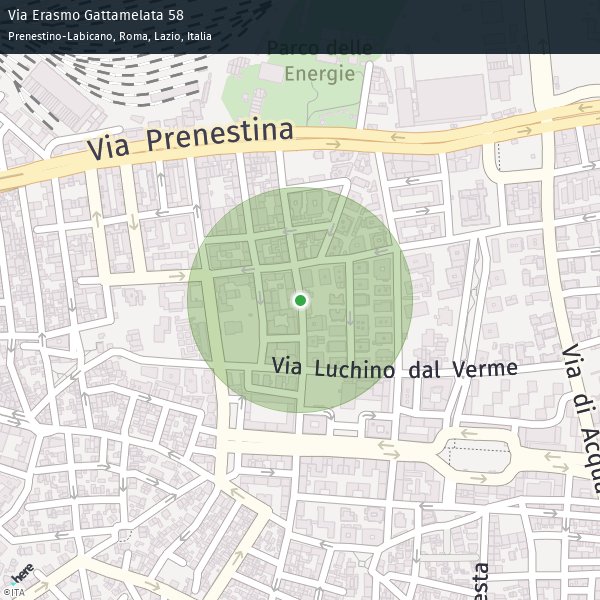 Via Erasmo Gattamelata 58
Prenestino-Labicano, Roma, Lazio, Italia
Parco delle
Energie
Via Prenestina
Via Luchino dal Verme
Via di Acqu
esta
here
©ITA